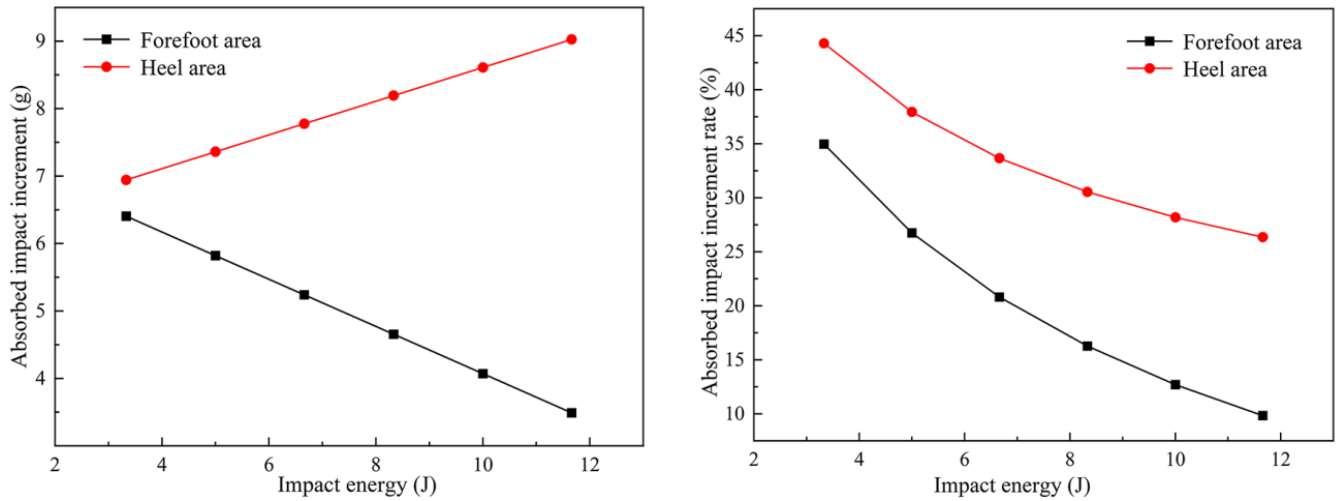 Absorbed impact increment (g)
9
8
7
6
5
4
Forefoot area
Heel area
2 4 6 8 10 12
Impact energy (J)
Absorbed impact increment rate (%)
45
40
35
30
25
20
15
10
Forefoot area
Heel area
2 4 6 8 10 12
Impact energy (J)